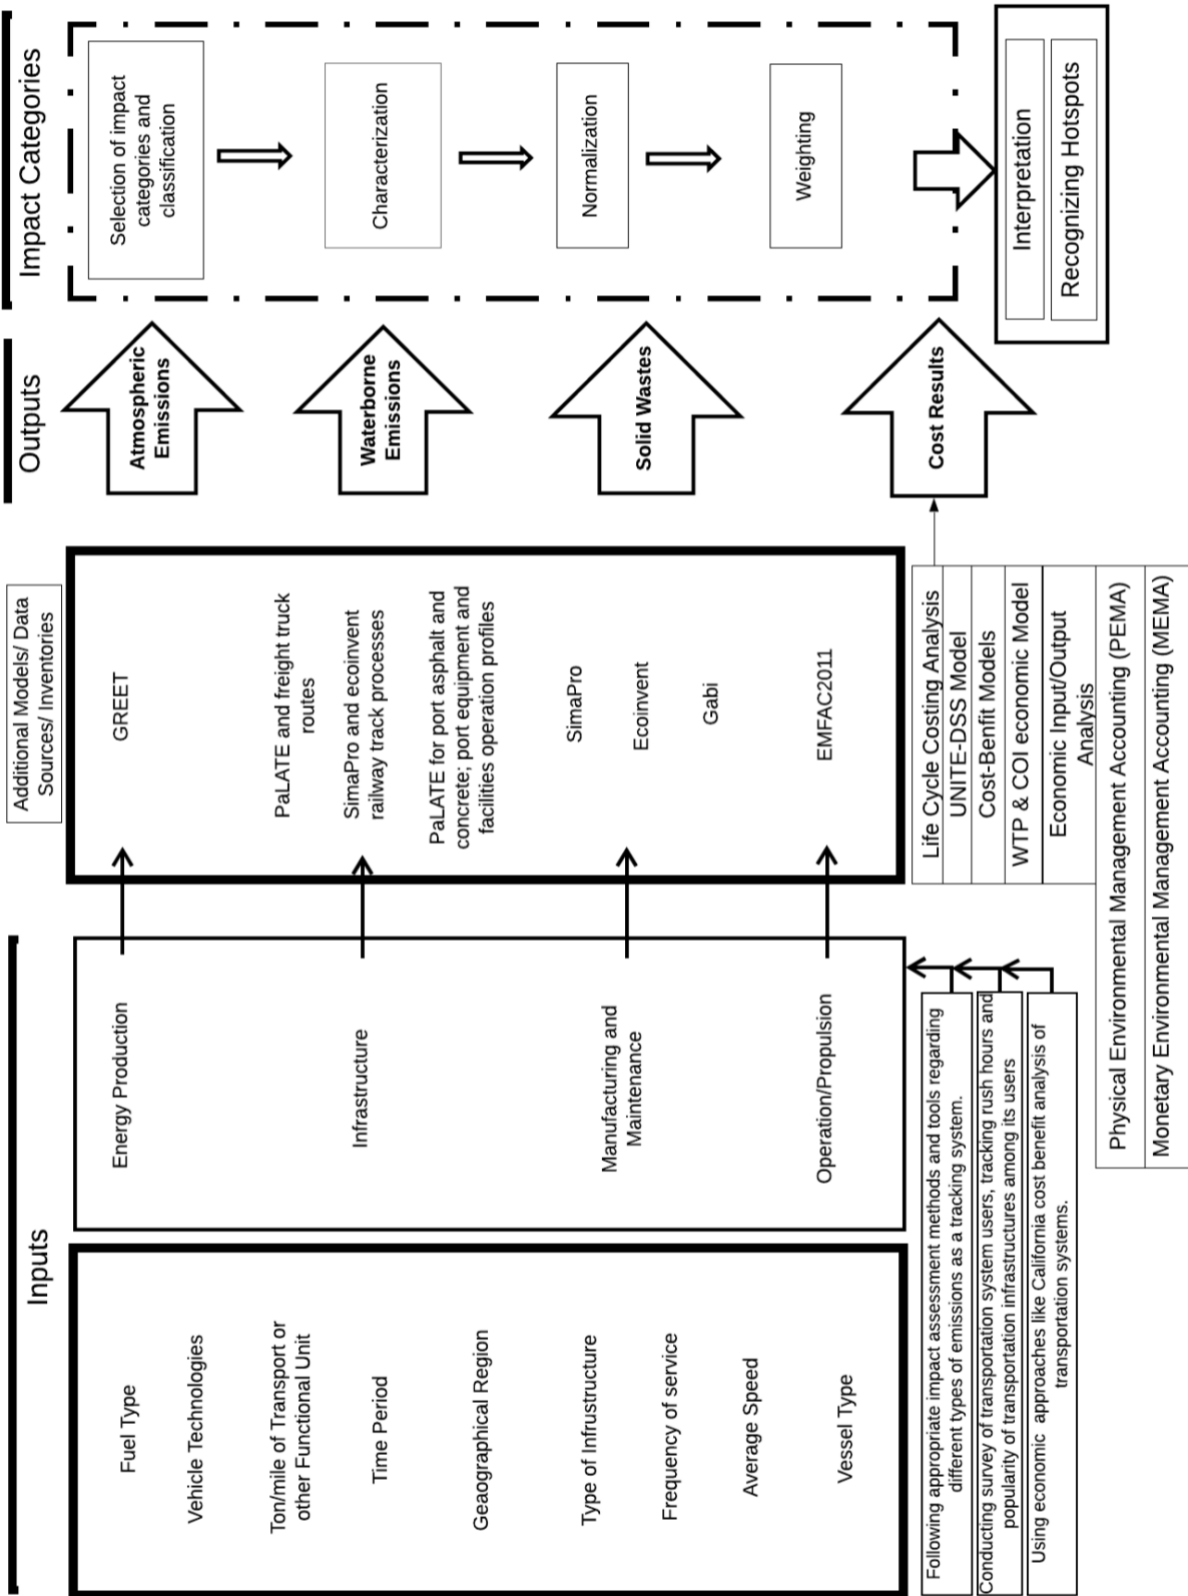 Inputs
Fuel Type
Vehicle Technologies
Ton/mile of Transport or
other Functional Unit
Time Period
Geaographical Region
Type of Infrustructure
Frequency of service
Average Speed
Vessel Type
Energy Production
Infrastructure
Manufacturing and
Maintenance
Operation/Propulsion
Following appropriate impact assessment methods and tools regarding
different types of emissions as a tracking system.
Conducting survey of transportation system users, tracking rush hours and
popularity of transportation infrastructures among its users
Using economic approaches like California cost benefit analysis of
transportation systems.
Additional Models/ Data
Sources/ Inventories
GREET
PaLATE and freight truck
routes
SimaPro and ecoinvent
railway track processes
PaLATE for port asphalt and
concrete; port equipment and
facilities operation profiles
SimaPro
Ecoinvent
Gabi
EMFAC2011
Life Cycle Costing Analysis
UNITE-DSS Model
Cost-Benefit Models
WTP & COI economic Model
Economic Input/Output
Analysis
Physical Environmental Management Accounting (PEMA)
Monetary Environmental Management Accounting (MEMA)
Outputs
Atmospheric
Emissions
Waterborne
Emissions
Solid Wastes
Cost Results
Impact Categories
Selection of impact
categories and
classification
Characterization
Normalization
Weighting
Interpretation
Recognizing Hotspots